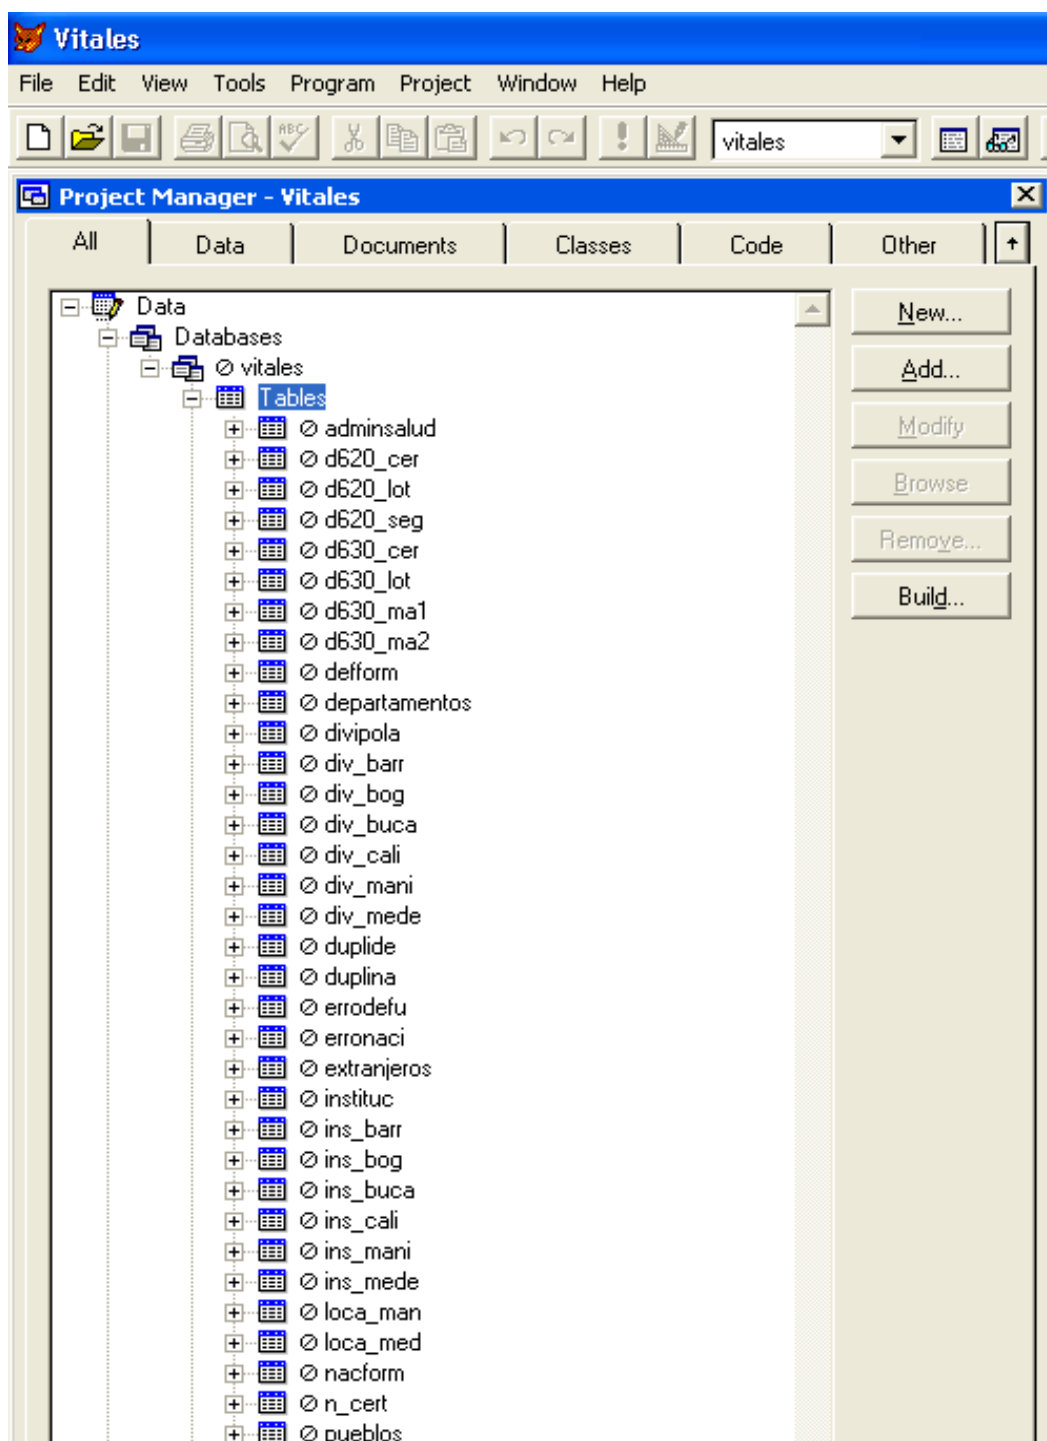 Vitales
File Edit View Tools Program Project Window Help
ABC vitales
Project Manager - Vitales
All Data Documents Classes Code Other
Data
Databases
vitales
Tables
adminsalud
d620_cer
d620_lot
d620_seg
d630_cer
d630_lot
d630_ma1
d630_ma2
defform
departamentos
divipola
div_barr
div_bog
div_buca
div_cali
div_mani
div_mede
duplide
duplina
errodefu
erronaci
extranjeros
instituc
ins_barr
ins_bog
ins_buca
ins_cali
ins_mani
ins_mede
loca_man
loca_med
nacform
n_cert
pueblos
New...
Add...
Modify
Browse
Remove...
Build...